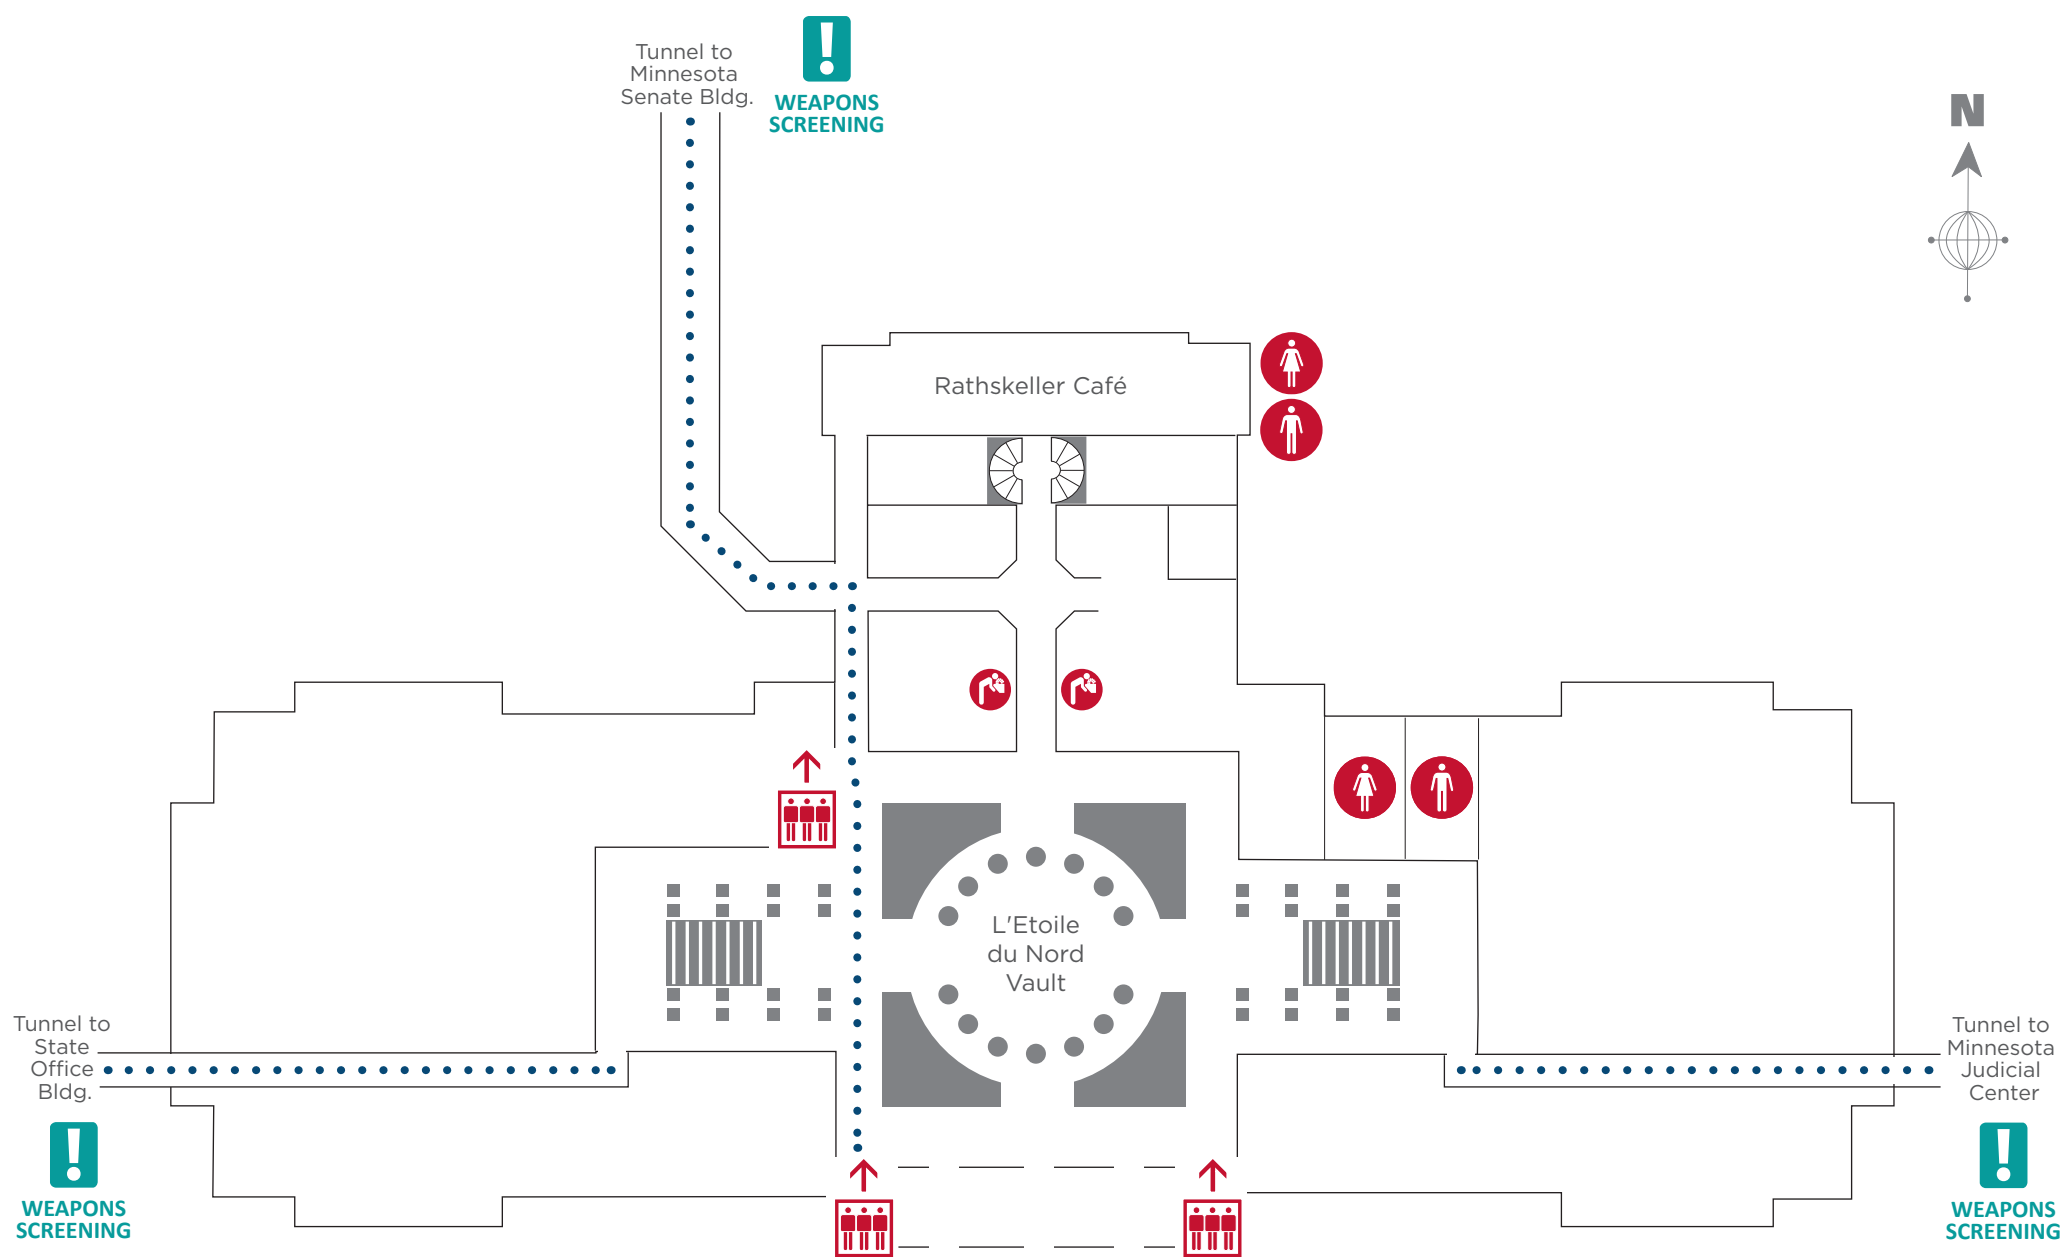 Tunnel to
Minnesota
Senate Bldg.
WEAPONS
SCREENING
N
Rathskeller Café
L'Etoile
du Nord
Vault
Tunnel to
State
Office
Bldg.
WEAPONS
SCREENING
Tunnel to
Minnesota
Judicial
Center
WEAPONS
SCREENING